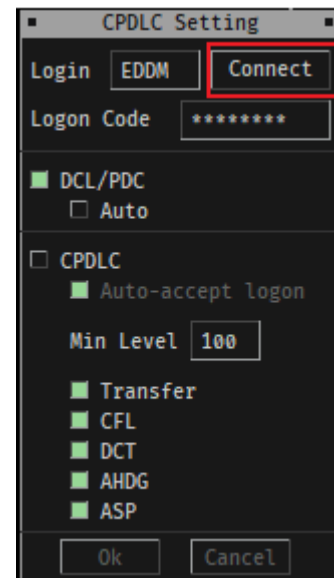 CPDLC Setting
Login EDDM Connect
Logon Code ********
DCL/PDC
Auto
CPDLC
Auto-accept logon
Min Level 100
Transfer
CFL
DCT
AHDG
ASP
Ok Cancel